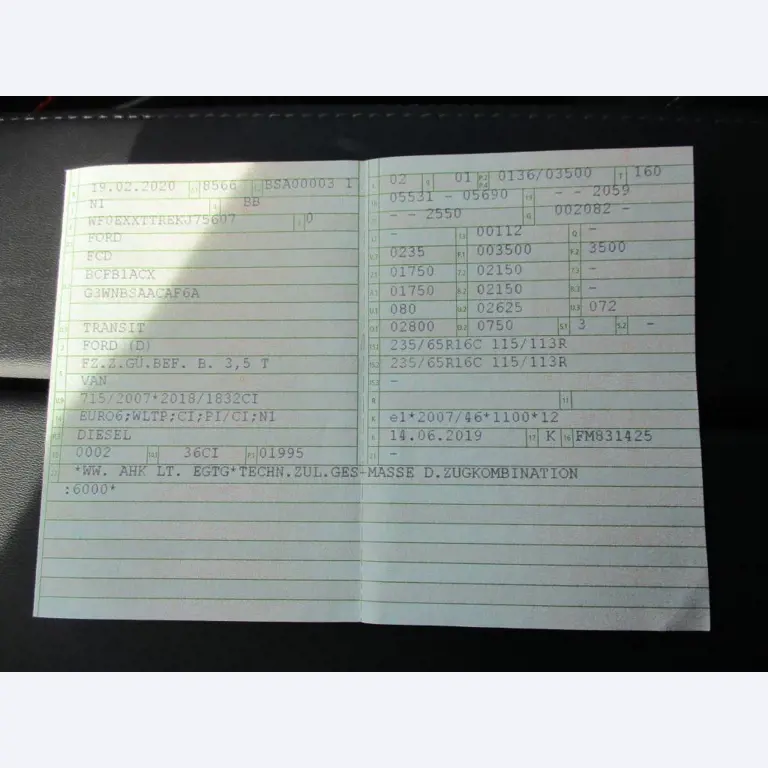 19.02.2020 8566 BSA00003 1
N1 BB
WF0EXXTTREKJ75607 0
FORD
FCD
BCFB1ACX
G3WNBSAACAF6A
TRANSIT
FORD (D)
FZ.Z.GÜ.BEF. B. 3,5 T
VAN
715/2007*2018/1832CI
EURO6;WLTP;CI;PI/CI;N1
DIESEL
0002 36CI 01995
02 01 0136/03500 160
05531 - 05690 - - 2059
- - 2550 002082 -
- 00112 -
0235 003500 3500
01750 02150 -
01750 02150 -
080 02625 072
02800 0750 3 -
235/65R16C 115/113R
235/65R16C 115/113R
-
e1*2007/46*1100*12
14.06.2019 K FM831425
-
*WW. AHK LT. EGTG*TECHN.ZUL.GES-MASSE D.ZUGKOMBINATION
:6000*